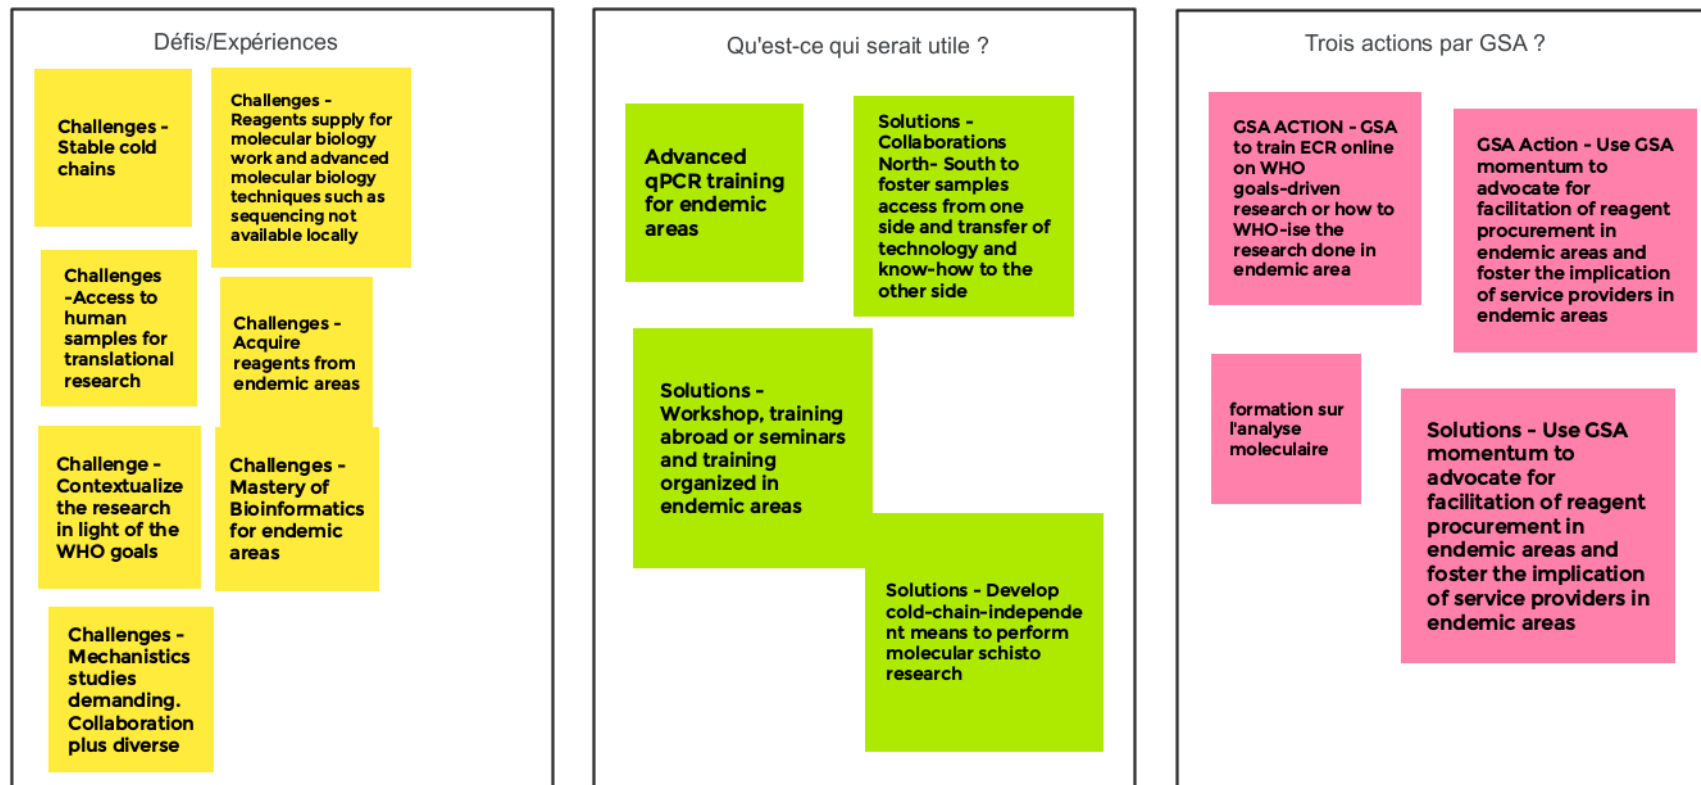 Défis/Expériences
Challenges -
Stable cold
chains
Challenges -
Reagents supply for
molecular biology
work and advanced
molecular biology
techniques such as
sequencing not
available locally
Challenges
-Access to
human
samples for
translational
research
Challenges -
Acquire
reagents from
endemic areas
Challenge -
Contextualize
the research
in light of the
WHO goals
Challenges -
Mastery of
Bioinformatics
for endemic
areas
Challenges -
Mechanistics
studies
demanding.
Collaboration
plus diverse
Qu'est-ce qui serait utile ?
Advanced
qPCR training
for endemic
areas
Solutions -
Collaborations
North- South to
foster samples
access from one
side and transfer of
technology and
know-how to the
other side
Solutions -
Workshop, training
abroad or seminars
and training
organized in
endemic areas
Solutions - Develop
cold-chain-independe
nt means to perform
molecular schisto
research
Trois actions par GSA ?
GSA ACTION - GSA
to train ECR online
on WHO
goals-driven
research or how to
WHO-ise the
research done in
endemic area
GSA Action - Use GSA
momentum to
advocate for
facilitation of reagent
procurement in
endemic areas and
foster the implication
of service providers in
endemic areas
formation sur
l'analyse
moleculaire
Solutions - Use GSA
momentum to
advocate for
facilitation of reagent
procurement in
endemic areas and
foster the implication
of service providers in
endemic areas